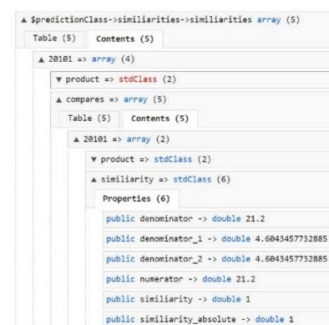 ▲ $predictionClass->similiarities->similiarities array (5)
Table (5) Contents (5)
▲ 20101 => array (4)
▼ product => stdClass (2)
▲ compares => array (5)
Table (5) Contents (5)
▲ 20101 => array (2)
▼ product => stdClass (2)
▲ similiarity => stdClass (6)
Properties (6)
public denominator -> double 21.2
public denominator_1 -> double 4.6043457732885
public denominator_2 -> double 4.6043457732885
public numerator -> double 21.2
public similiarity -> double 1
public similiarity_absolute -> double 1